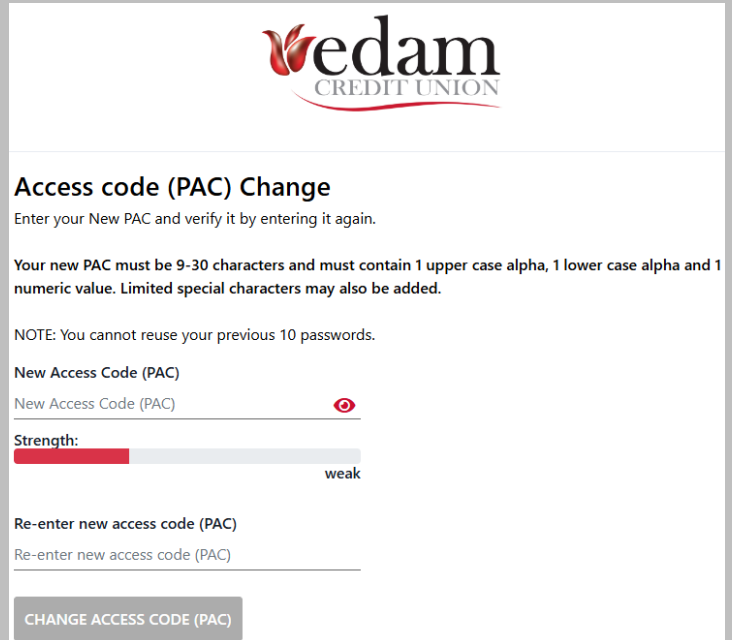 Vedam
CREDIT UNION
Access code (PAC) Change
Enter your New PAC and verify it by entering it again.
Your new PAC must be 9-30 characters and must contain 1 upper case alpha, 1 lower case alpha and 1
numeric value. Limited special characters may also be added.
NOTE: You cannot reuse your previous 10 passwords.
New Access Code (PAC)
New Access Code (PAC)
Strength:
weak
Re-enter new access code (PAC)
Re-enter new access code (PAC)
CHANGE ACCESS CODE (PAC)